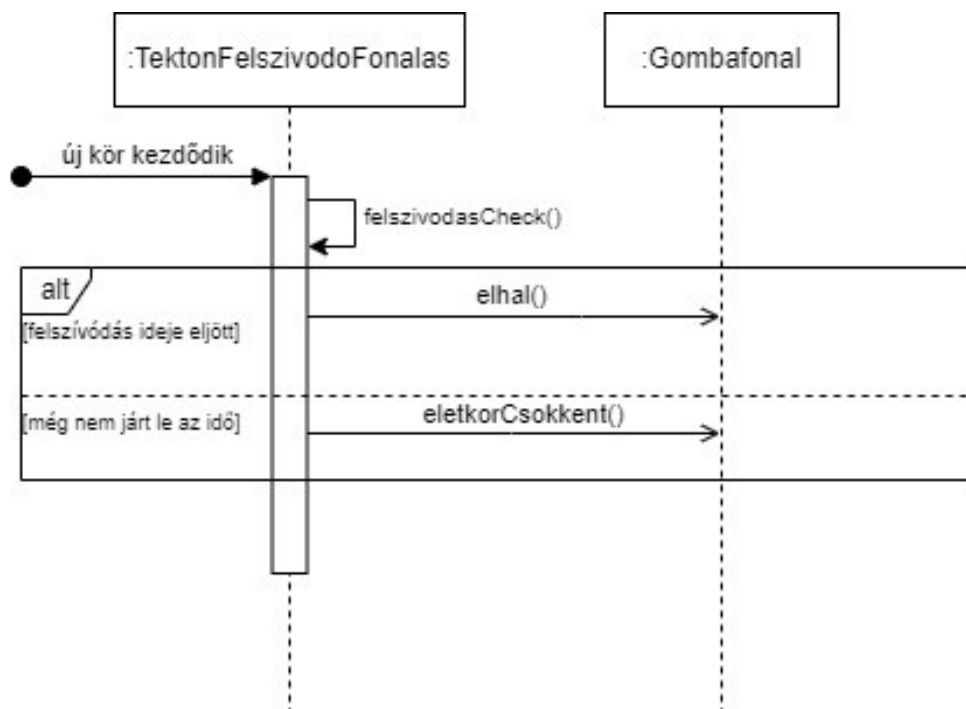 :TektonFelszivodoFonalas
:Gombafonal
új kör kezdődik
felszivodasCheck()
alt
elhal()
[felszívódás ideje eljött]
eletkorCsokkent()
[még nem járt le az idő]